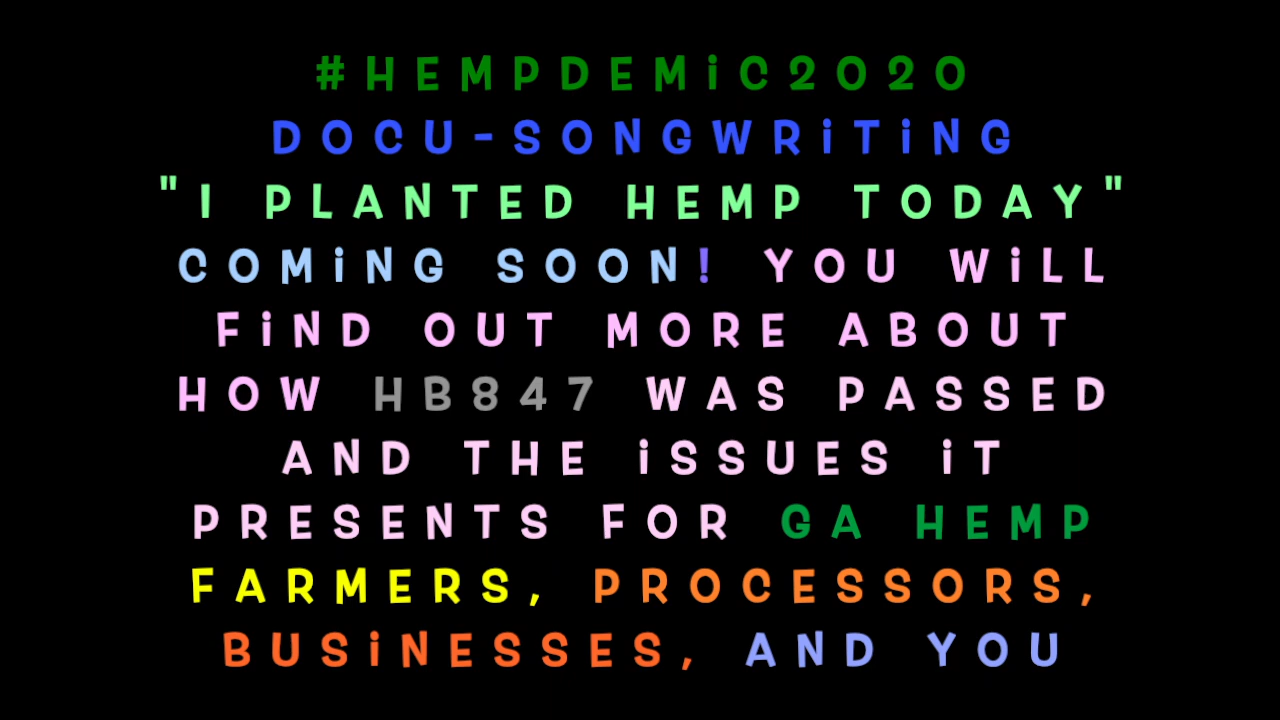 #HEMPDEMiC2020
DOCU-SONGWRiTiNG
"I PLANTED HEMP TODAY"
COMiNG SOON! YOU WiLL
FiND OUT MORE ABOUT
HOW HB847 WAS PASSED
AND THE iSSUES iT
PRESENTS FOR GA HEMP
FARMERS, PROCESSORS,
BUSiNESSES, AND YOU